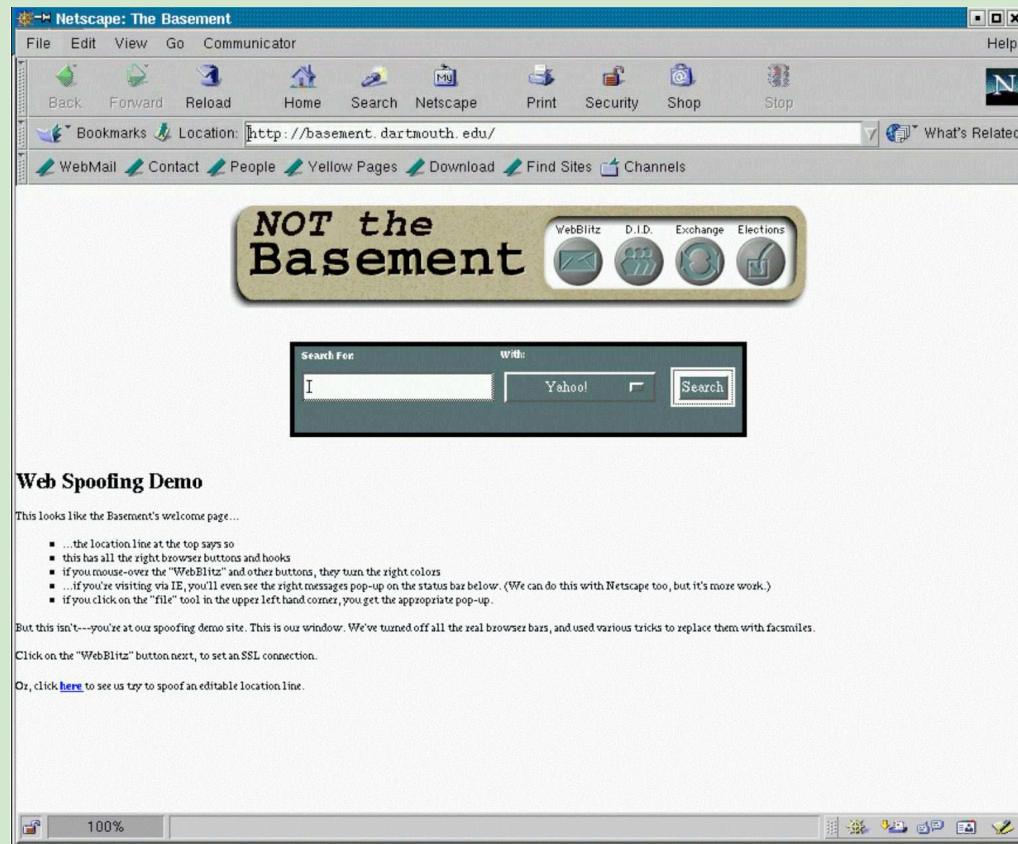 Netscape: The Basement
File Edit View Go Communicator Help
Back Forward Reload Home Search Netscape Print Security Shop Stop
My
N
Bookmarks Location: http://basement.dartmouth.edu/ What's Related
WebMail Contact People Yellow Pages Download Find Sites Channels
NOT the
Basement
WebBlitz D.I.D. Exchange Elections
Search For: With:
Yahoo! Search
Web Spoofing Demo
This looks like the Basement's welcome page...
...the location line at the top says so
this has all the right browser buttons and hooks
if you mouse-over the "WebBlitz" and other buttons, they turn the right colors
...if you're visiting via IE, you'll even see the right messages pop-up on the status bar below. (We can do this with Netscape too, but it's more work.)
if you click on the "file" tool in the upper left hand corner, you get the appropriate pop-up.
But this isn't---you're at our spoofing demo site. This is our window. We've turned off all the real browser bars, and used various tricks to replace them with facsmiles.
Click on the "WebBlitz" button next, to set an SSL connection.
Or, click here to see us try to spoof an editable location line.
100%